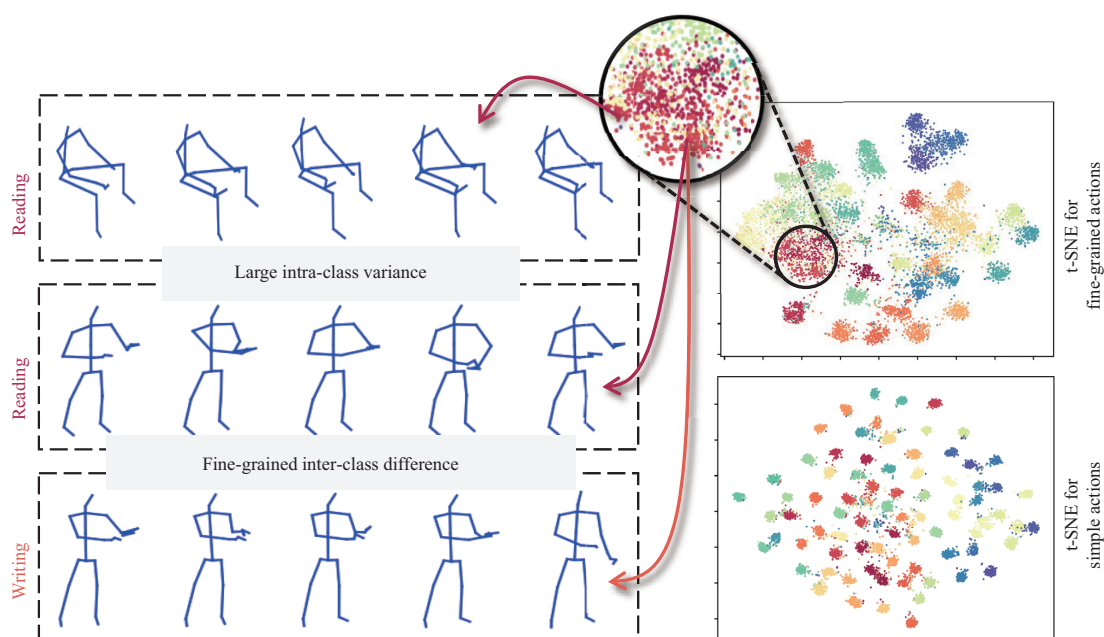 Reading
Large intra-class variance
Reading
Fine-grained inter-class difference
Writing
t-SNE for
fine-grained actions
t-SNE for
simple actions